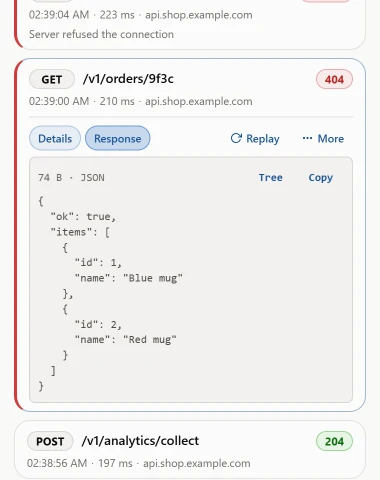 02:39:04 AM · 223 ms · api.shop.example.com
Server refused the connection
GET /v1/orders/9f3c 404
02:39:00 AM · 210 ms · api.shop.example.com
Details Response Replay ··· More
74 B · JSON Tree Copy
{
  "ok": true,
  "items": [
    {
      "id": 1,
      "name": "Blue mug"
    },
    {
      "id": 2,
      "name": "Red mug"
    }
  ]
}
POST /v1/analytics/collect 204
02:38:56 AM · 197 ms · api.shop.example.com